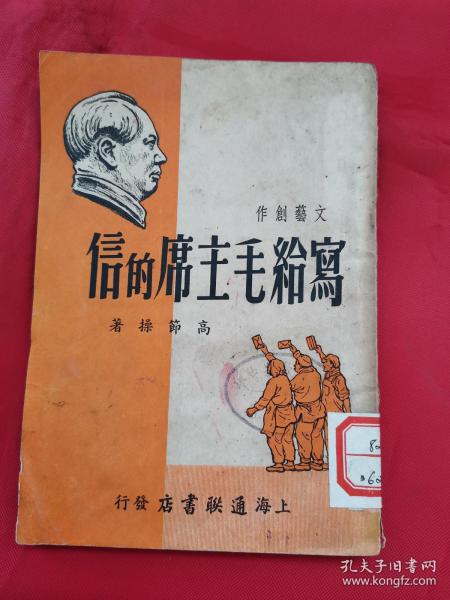 文藝創作
寫給毛主席的信
高節操著
上海通聯書店發行
孔夫子旧书网
www.kongfz.com